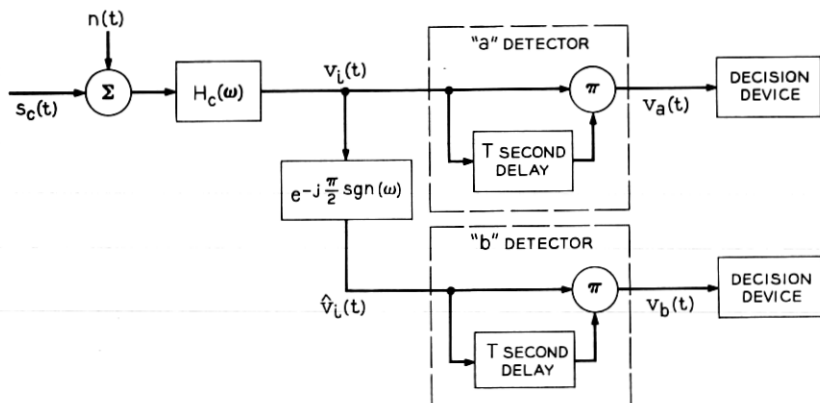 n(t)
"a" DETECTOR
s_c(t)
Σ
H_c(ω)
v_i(t)
π
v_a(t)
DECISION
DEVICE
T SECOND
DELAY
e^{-j π/2 sgn(ω)}
"b" DETECTOR
v̂_i(t)
π
v_b(t)
DECISION
DEVICE
T SECOND
DELAY